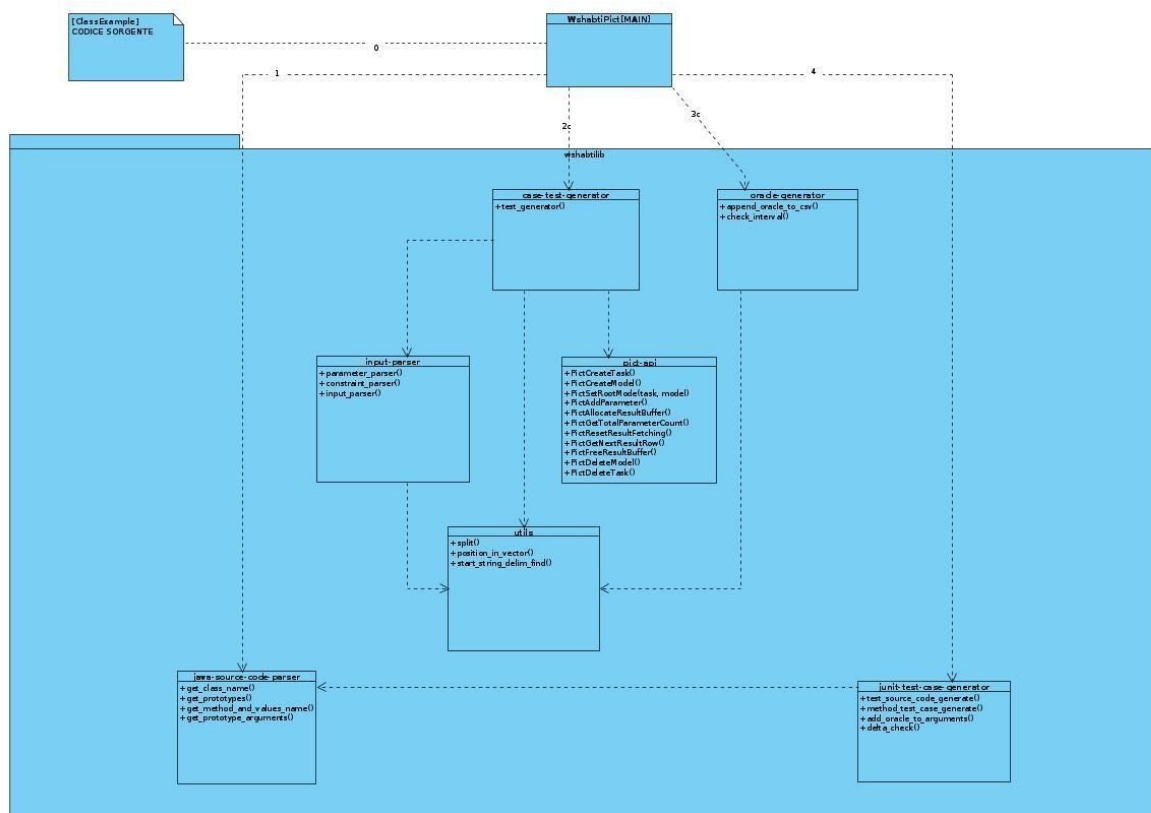 [ClassExample]
CODICE SORGENTE
WshabtiPict[MAIN]
0
1
4
2c
3c
wshabtilib
case-test-generator
+test_generator()
oracle-generator
+append_oracle_to_csv()
+check_interval()
input-parser
+parameter_parser()
+constraint_parser()
+input_parser()
pict-api
+PictCreateTask()
+PictCreateModel()
+PictSetRootMode(task, model)
+PictAddParameter()
+PictAllocateResultBuffer()
+PictGetTotalParameterCount()
+PictResetResultFetching()
+PictGetNextResultRow()
+PictFreeResultBuffer()
+PictDeleteModel()
+PictDeleteTask()
utils
+split()
+position_in_vector()
+start_string_delim_find()
java-source-code-parser
+get_class_name()
+get_prototypes()
+get_method_and_values_name()
+get_prototype_arguments()
junit-test-case-generator
+test_source_code_generate()
+method_test_case_generate()
+add_oracle_to_arguments()
+delta_check()